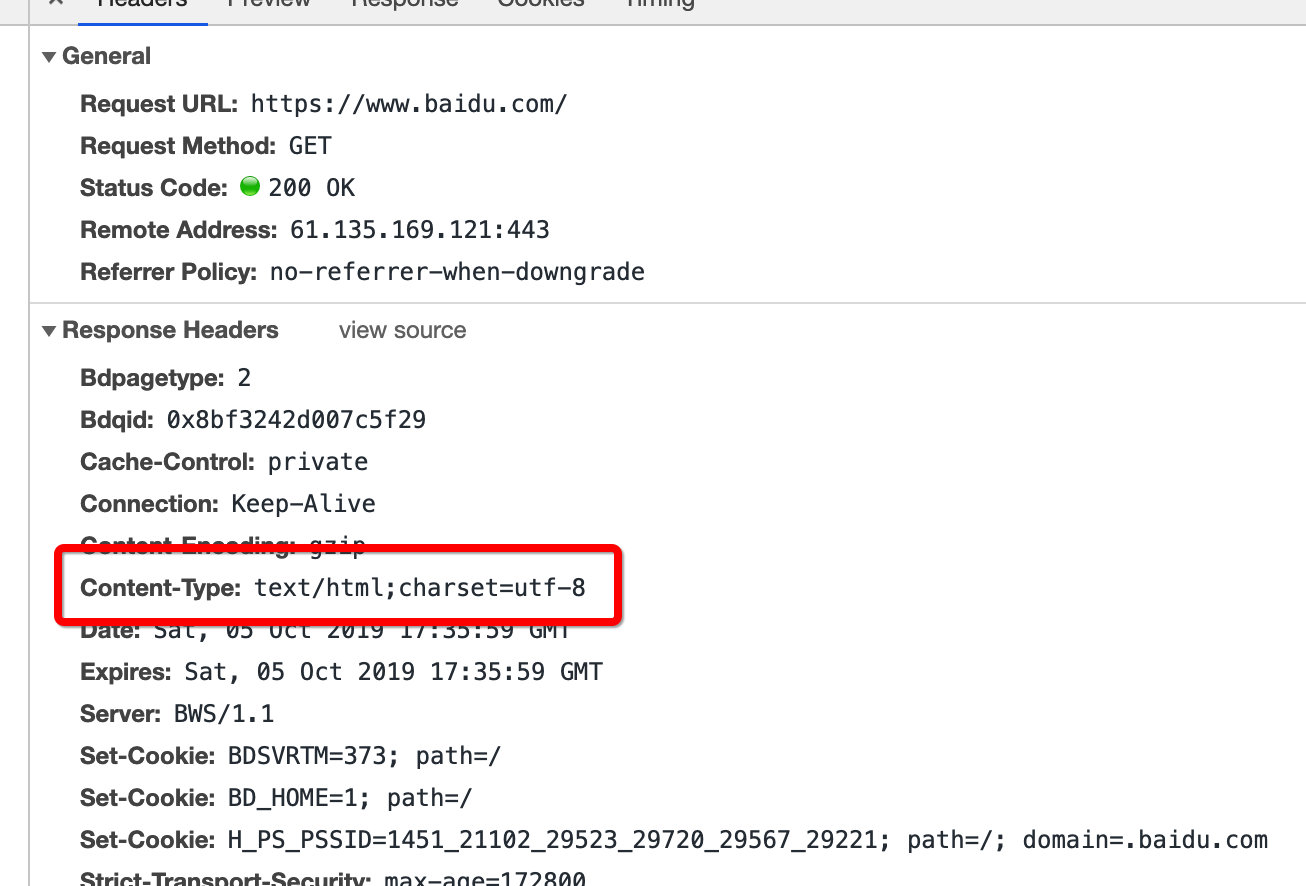 Headers Preview Response Cookies Timing
General
Request URL: https://www.baidu.com/
Request Method: GET
Status Code: 200 OK
Remote Address: 61.135.169.121:443
Referrer Policy: no-referrer-when-downgrade
Response Headers view source
Bdpagetype: 2
Bdqid: 0x8bf3242d007c5f29
Cache-Control: private
Connection: Keep-Alive
Content-Encoding: gzip
Content-Type: text/html;charset=utf-8
Date: Sat, 05 Oct 2019 17:35:59 GMT
Expires: Sat, 05 Oct 2019 17:35:59 GMT
Server: BWS/1.1
Set-Cookie: BDSVRTM=373; path=/
Set-Cookie: BD_HOME=1; path=/
Set-Cookie: H_PS_PSSID=1451_21102_29523_29720_29567_29221; path=/; domain=.baidu.com
Strict-Transport-Security: max-age=172800